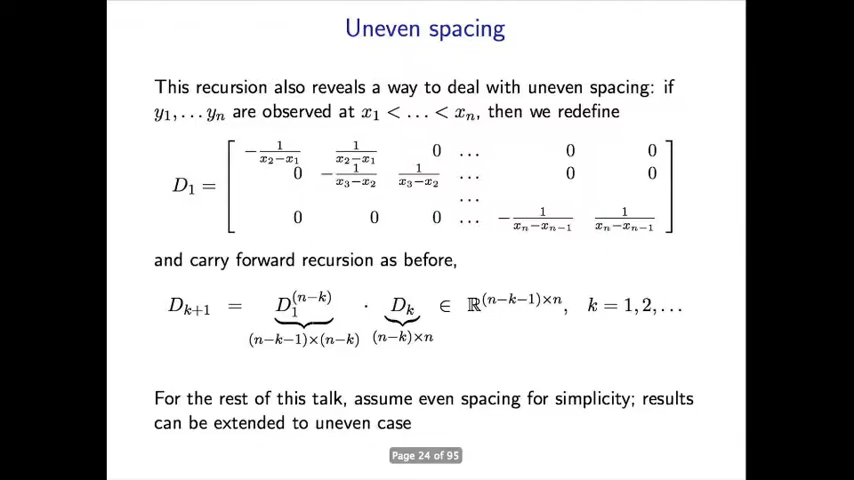 Uneven spacing
This recursion also reveals a way to deal with uneven spacing: if
y₁, … yₙ are observed at x₁ < … < xₙ, then we redefine
D₁ = [ −1/(x₂−x₁) 1/(x₂−x₁) 0 … 0 0
0 −1/(x₃−x₂) 1/(x₃−x₂) … 0 0
…
0 0 0 … −1/(xₙ−xₙ₋₁) 1/(xₙ−xₙ₋₁) ]
and carry forward recursion as before,
Dₖ₊₁ = D₁⁽ⁿ⁻ᵏ⁾ · Dₖ ∈ ℝ⁽ⁿ⁻ᵏ⁻¹⁾ˣⁿ, k = 1, 2, …
(n−k−1)×(n−k) (n−k)×n
For the rest of this talk, assume even spacing for simplicity; results
can be extended to uneven case
Page 24 of 95